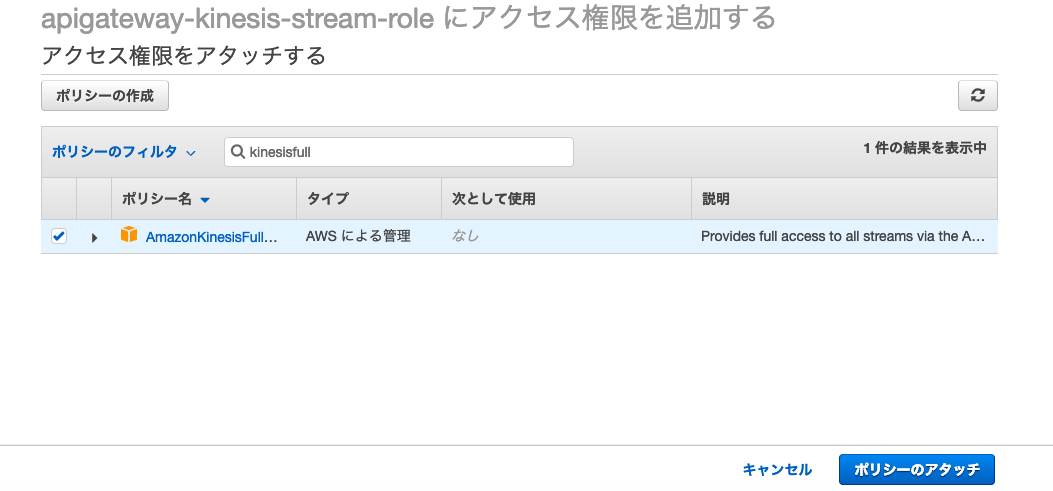 apigateway-kinesis-stream-role にアクセス権限を追加する
アクセス権限をアタッチする
ポリシーの作成
ポリシーのフィルタ kinesisfull 1 件の結果を表示中
ポリシー名 タイプ 次として使用 説明
AmazonKinesisFull... AWS による管理 なし Provides full access to all streams via the A...
キャンセル ポリシーのアタッチ